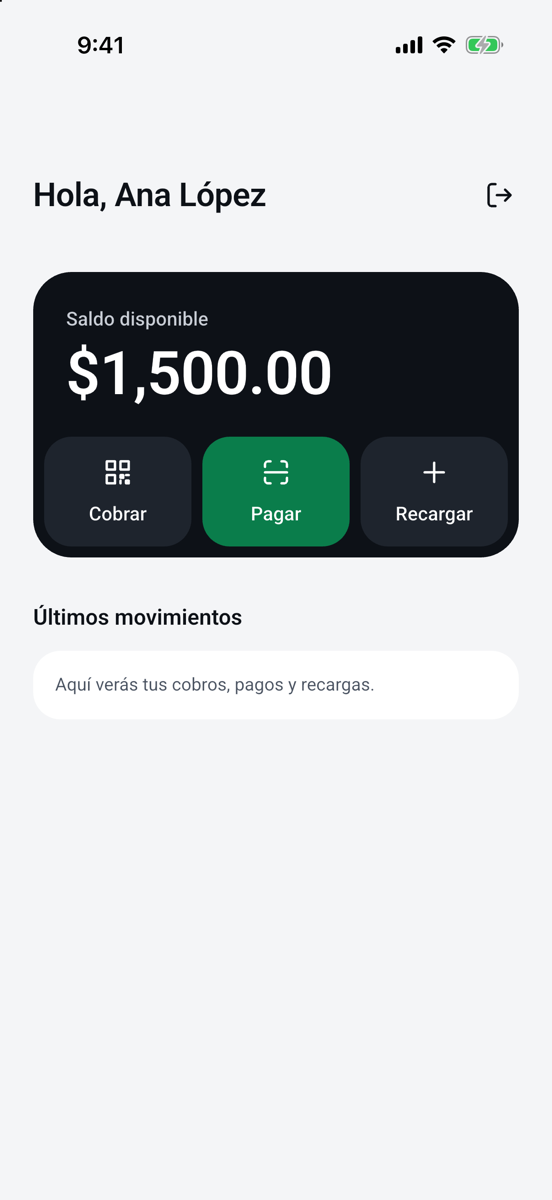 9:41
Hola, Ana López
Saldo disponible
$1,500.00
Cobrar
Pagar
Recargar
Últimos movimientos
Aquí verás tus cobros, pagos y recargas.